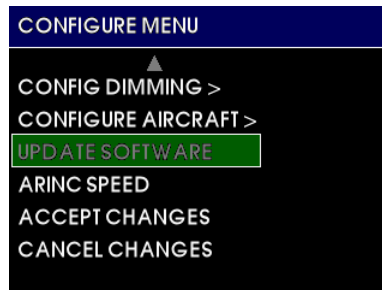 CONFIGURE MENU
CONFIG DIMMING >
CONFIGURE AIRCRAFT >
UPDATE SOFTWARE
ARINC SPEED
ACCEPT CHANGES
CANCEL CHANGES